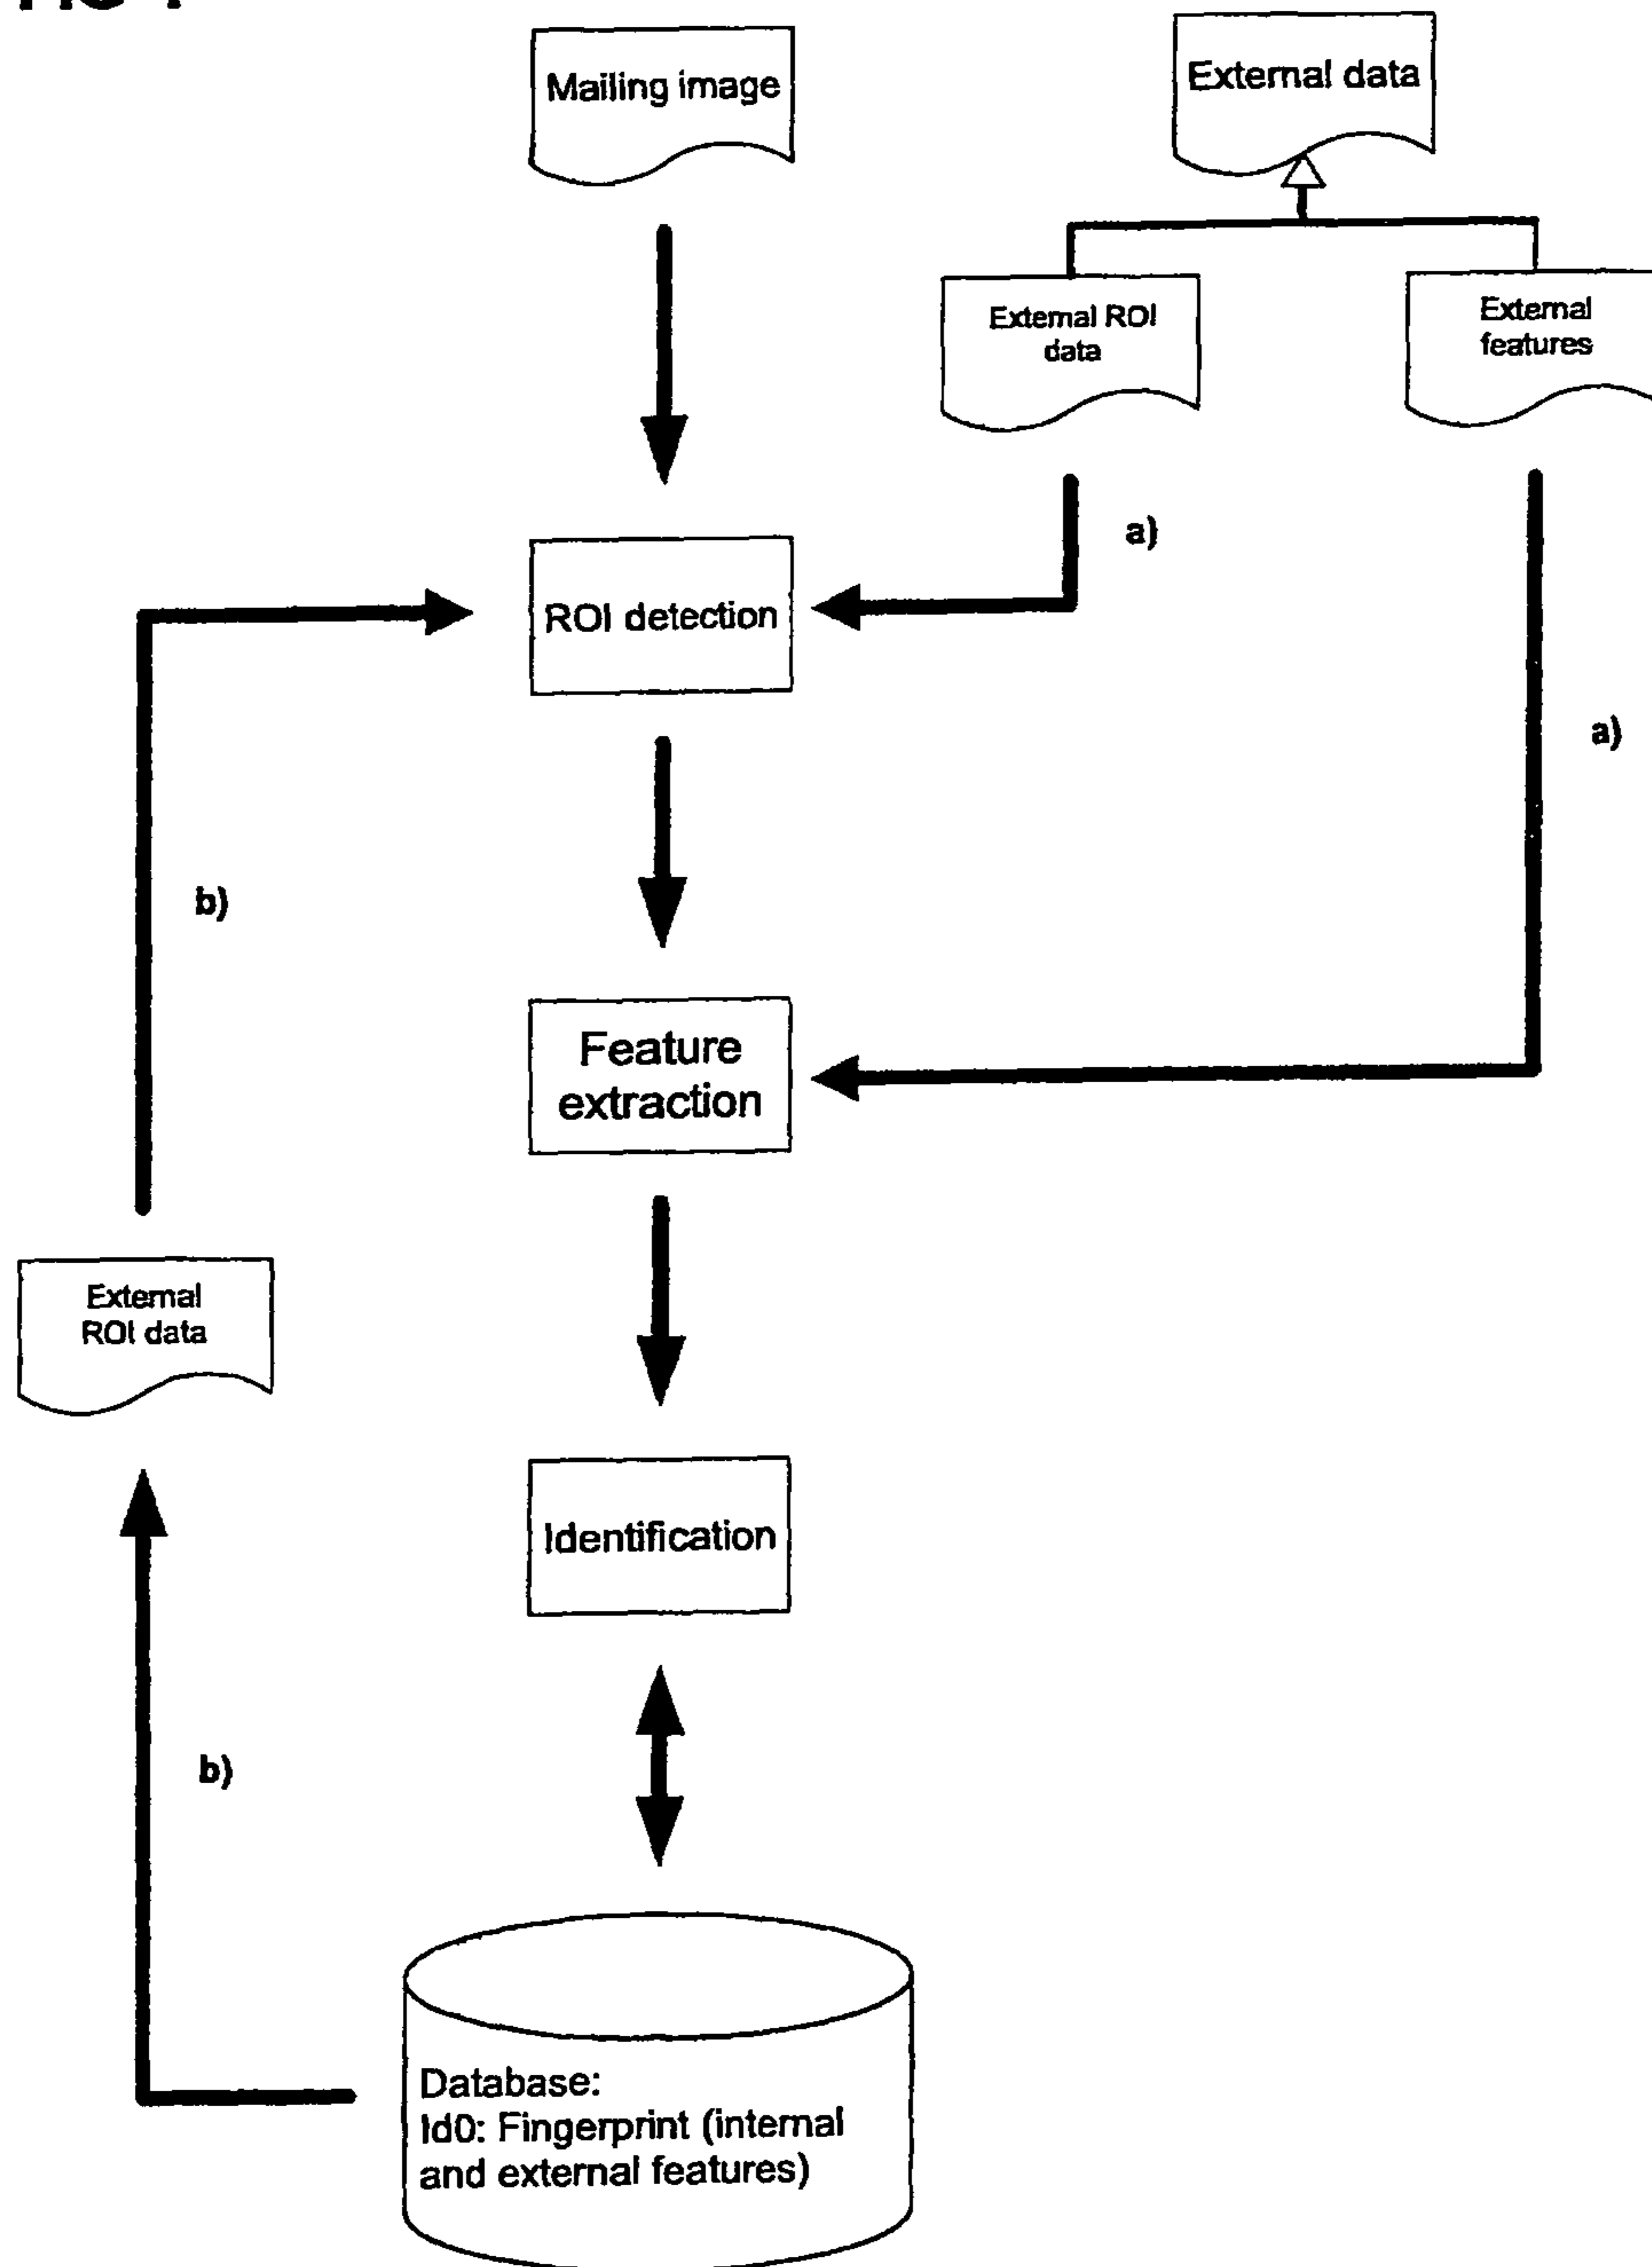 Mailing image
External data
External ROI
data
External
features
a)
ROI detection
a)
b)
Feature
extraction
External
ROI data
Identification
b)
Database:
Id0: Fingerprint (internal
and external features)